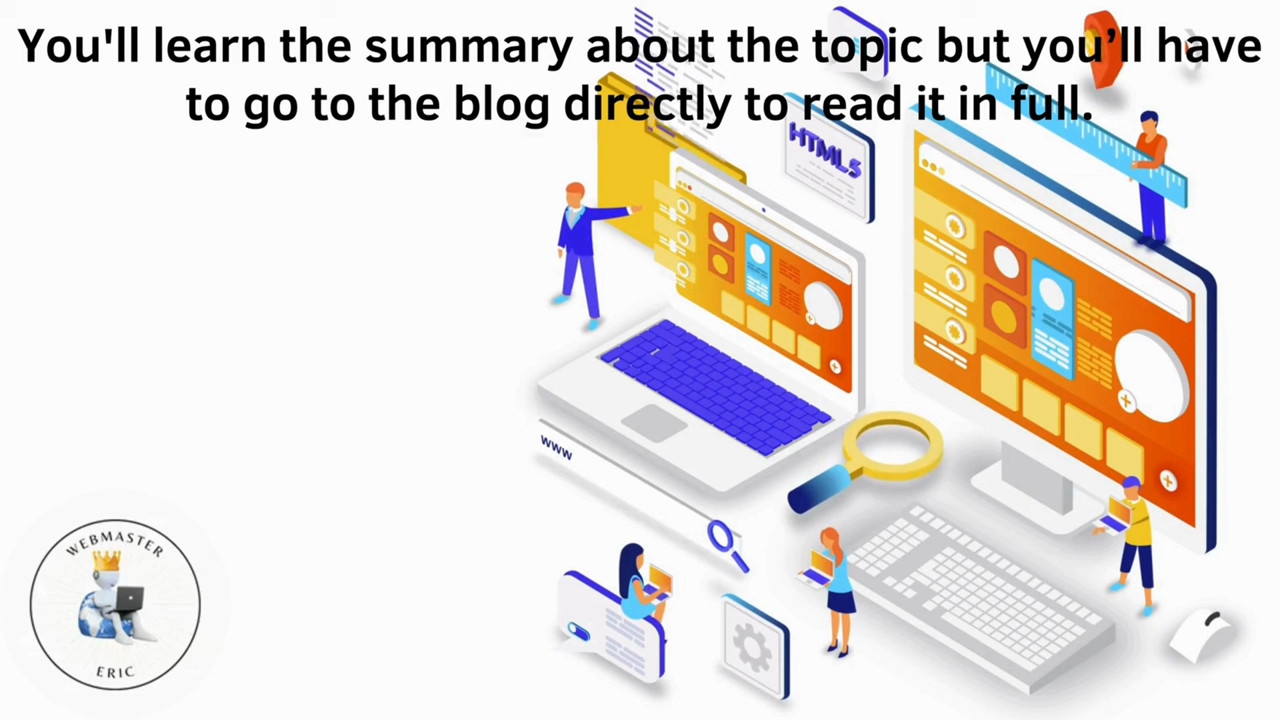 You'll learn the summary about the topic but you’ll have
to go to the blog directly to read it in full.
HTML5
www
WEBMASTER
ERIC